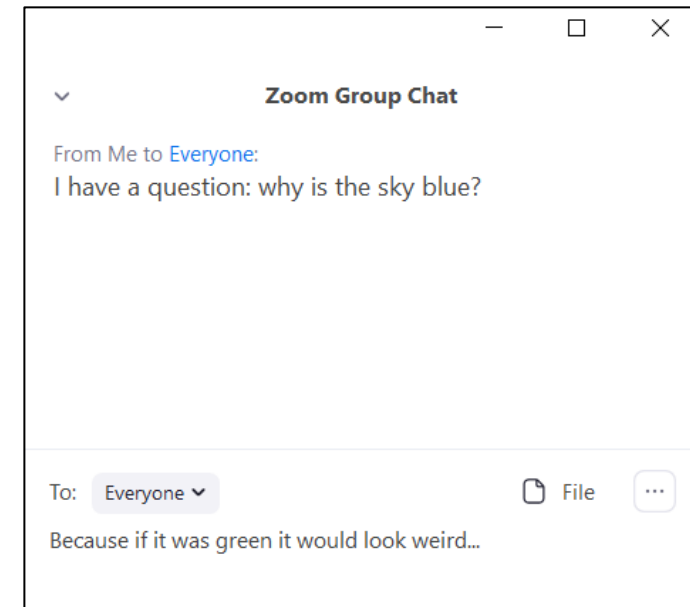 Zoom Group Chat
From Me to Everyone:
I have a question: why is the sky blue?
To: Everyone File ...
Because if it was green it would look weird...